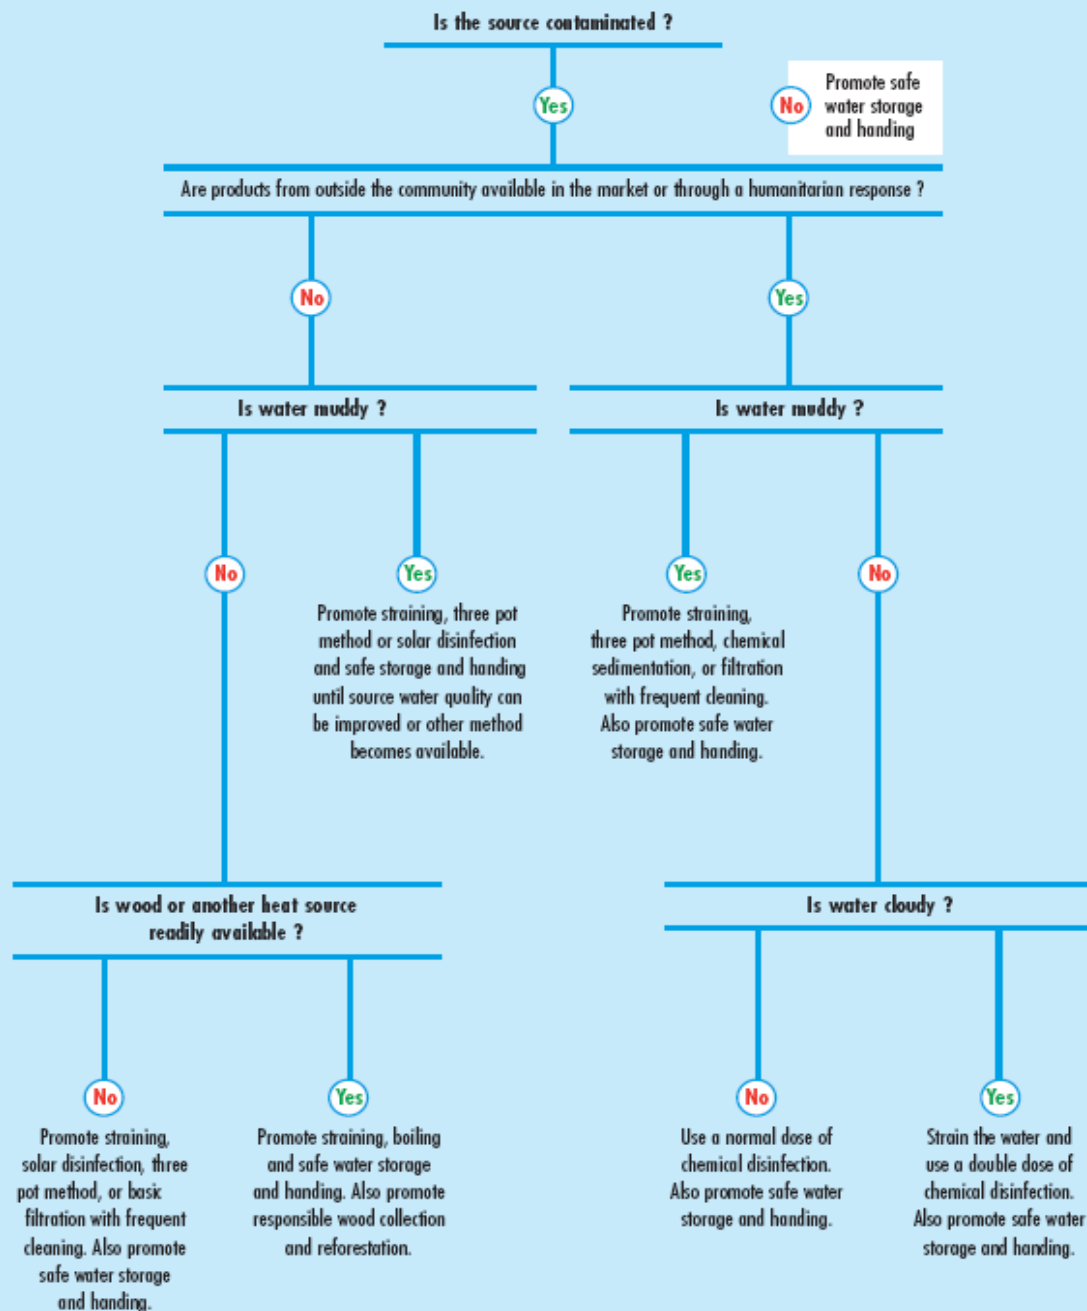 Is the source contaminated ?
Yes
No
Promote safe
water storage
and handing
Are products from outside the community available in the market or through a humanitarian response ?
No
Yes
Is water muddy ?
Is water muddy ?
No
Yes
Promote straining, three pot
method or solar disinfection
and safe storage and handing
until source water quality can
be improved or other method
becomes available.
Yes
Promote straining,
three pot method, chemical
sedimentation, or filtration
with frequent cleaning.
Also promote safe water
storage and handing.
No
Is wood or another heat source
readily available ?
Is water cloudy ?
No
Promote straining,
solar disinfection, three
pot method, or basic
filtration with frequent
cleaning. Also promote
safe water storage
and handing.
Yes
Promote straining, boiling
and safe water storage
and handing. Also promote
responsible wood collection
and reforestation.
No
Use a normal dose of
chemical disinfection.
Also promote safe water
storage and handing.
Yes
Strain the water and
use a double dose of
chemical disinfection.
Also promote safe water
storage and handing.